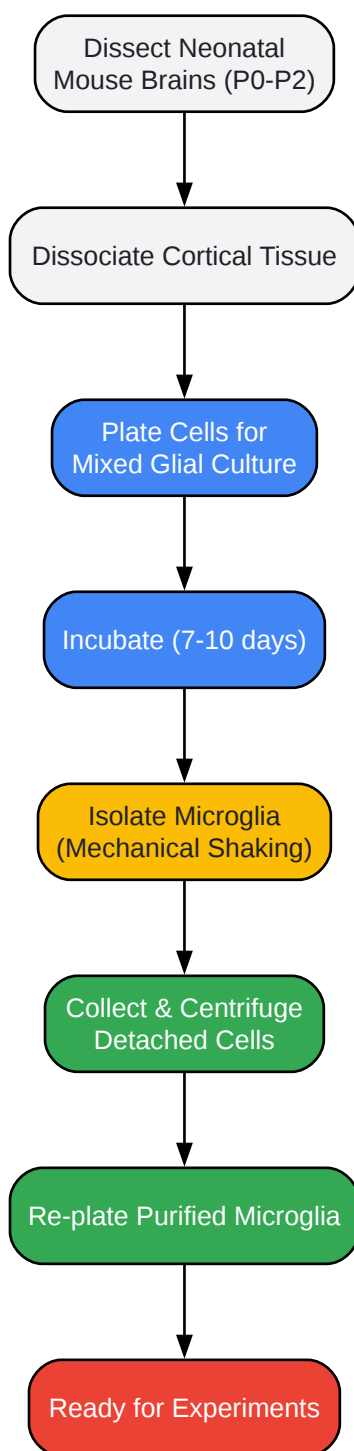 Dissect Neonatal
Mouse Brains (P0-P2)
Dissociate Cortical Tissue
Plate Cells for
Mixed Glial Culture
Incubate (7-10 days)
Isolate Microglia
(Mechanical Shaking)
Collect & Centrifuge
Detached Cells
Re-plate Purified Microglia
Ready for Experiments